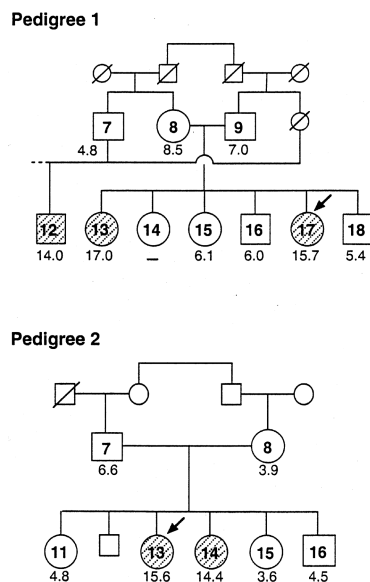 Pedigree 1
7 8 9
4.8 8.5 7.0
12 13 14 15 16 17 18
14.0 17.0 – 6.1 6.0 15.7 5.4
Pedigree 2
7 8
6.6 3.9
11 13 14 15 16
4.8 15.6 14.4 3.6 4.5